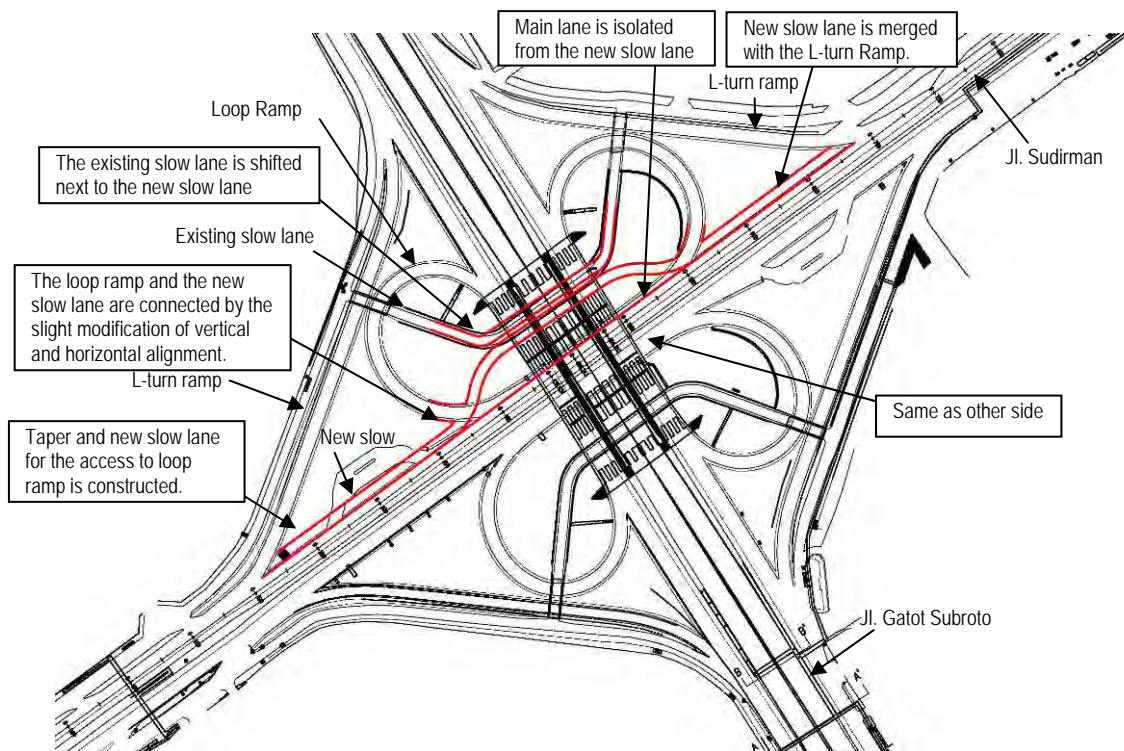 Main lane is isolated
from the new slow lane
New slow lane is merged
with the L-turn Ramp.
L-turn ramp
Loop Ramp
Jl. Sudirman
The existing slow lane is shifted
next to the new slow lane
Existing slow lane
The loop ramp and the new
slow lane are connected by the
slight modification of vertical
and horizontal alignment.
L-turn ramp
Same as other side
Taper and new slow lane
for the access to loop
ramp is constructed.
New slow
Jl. Gatot Subroto
B'
A'
B
A